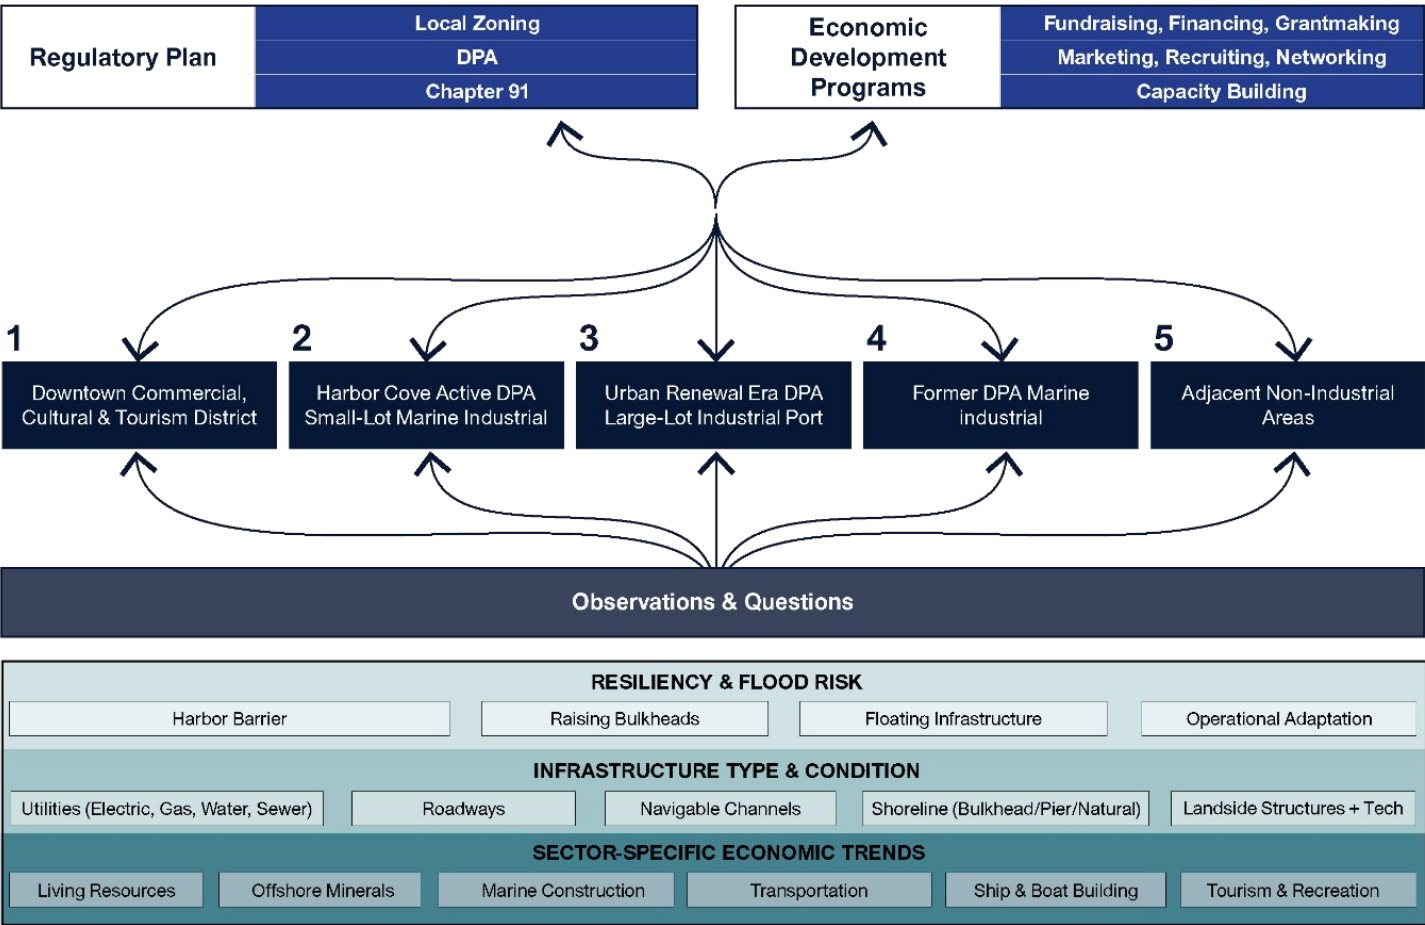 Regulatory Plan
Local Zoning
DPA
Chapter 91
Economic
Development
Programs
Fundraising, Financing, Grantmaking
Marketing, Recruiting, Networking
Capacity Building
1
Downtown Commercial,
Cultural & Tourism District
2
Harbor Cove Active DPA
Small-Lot Marine Industrial
3
Urban Renewal Era DPA
Large-Lot Industrial Port
4
Former DPA Marine
industrial
5
Adjacent Non-Industrial
Areas
Observations & Questions
RESILIENCY & FLOOD RISK
Harbor Barrier
Raising Bulkheads
Floating Infrastructure
Operational Adaptation
INFRASTRUCTURE TYPE & CONDITION
Utilities (Electric, Gas, Water, Sewer)
Roadways
Navigable Channels
Shoreline (Bulkhead/Pier/Natural)
Landside Structures + Tech
SECTOR-SPECIFIC ECONOMIC TRENDS
Living Resources
Offshore Minerals
Marine Construction
Transportation
Ship & Boat Building
Tourism & Recreation